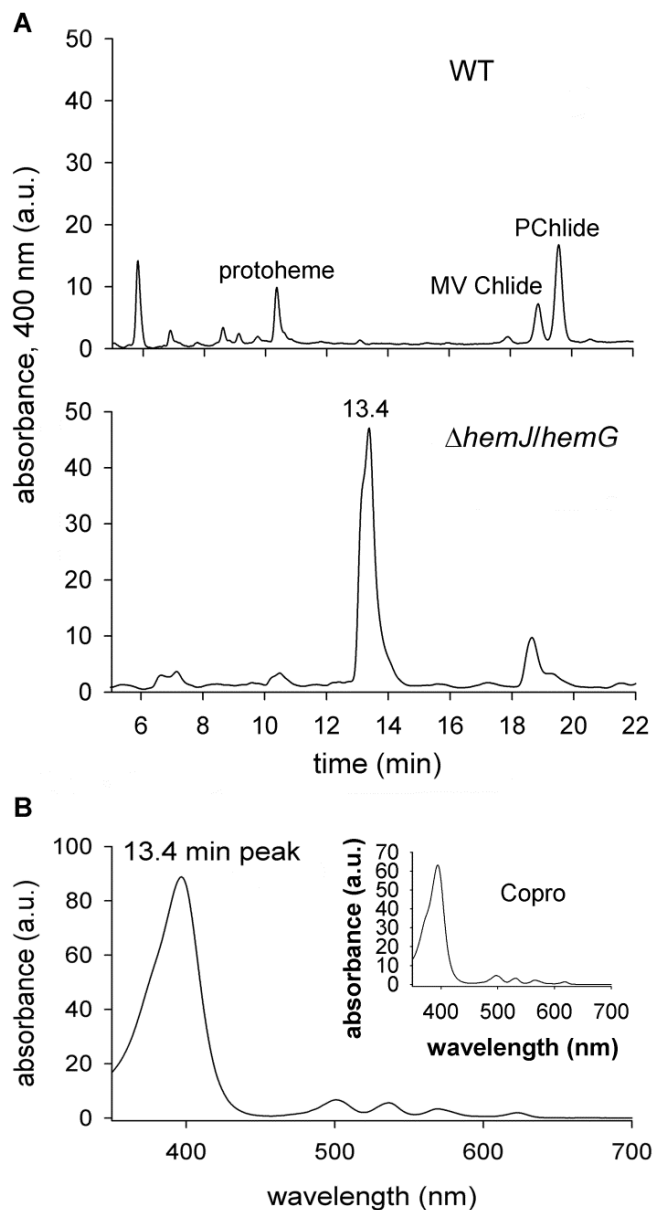 A
WT
50
40
30
20
10
0
protoheme
MV Chlide
PChlide
absorbance, 400 nm (a.u.)
50
40
30
20
10
0
13.4
ΔhemJ/hemG
6 8 10 12 14 16 18 20 22
time (min)
B
13.4 min peak
absorbance (a.u.)
100
80
60
40
20
0
400 500 600 700
wavelength (nm)
Copro
absorbance (a.u.)
70
60
50
40
30
20
10
0
400 500 600 700
wavelength (nm)